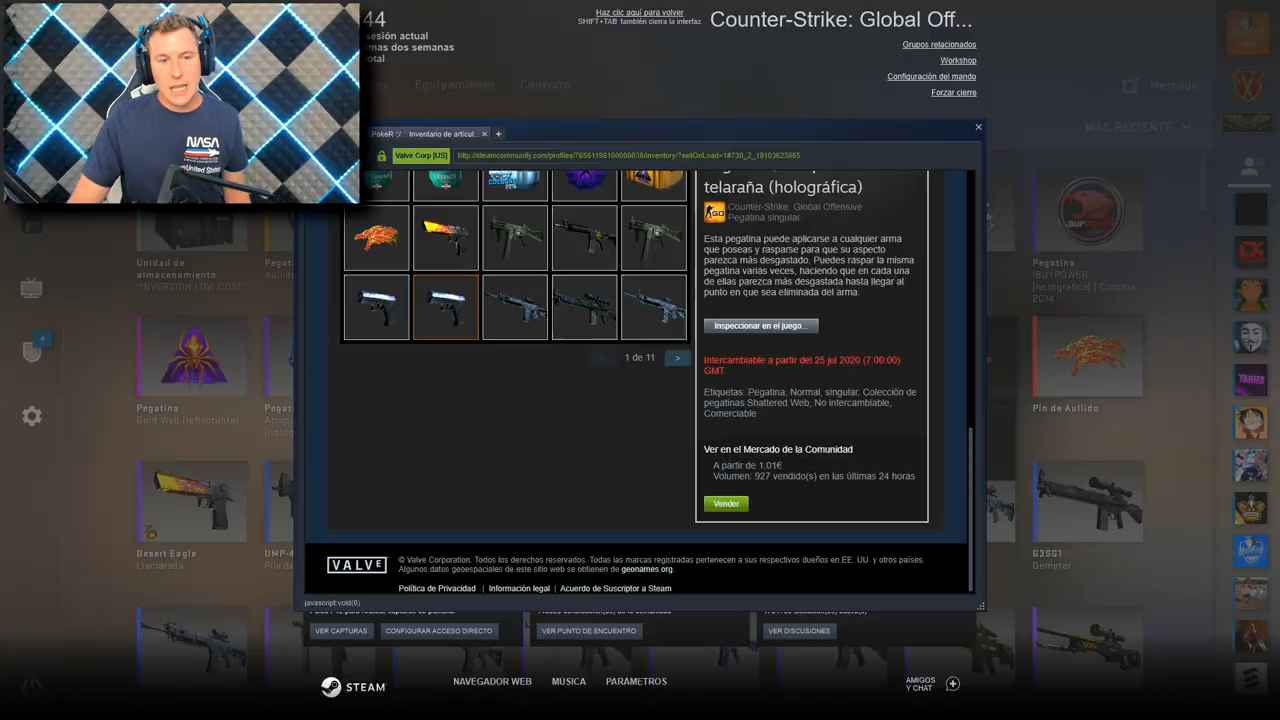 44
sesión actual
mas dos semanas
otal
Haz clic aquí para volver
SHIFT+TAB también cierra la interfaz
Counter-Strike: Global Off...
Grupos relacionados
Workshop
Configuración del mando
Forzar cierre
Equipamiento
Contrato
Mercado
MÁS RECIENTE
NASA
United States
PokeR ツ
Inventario de artícul...
Valve Corp [US]
http://steamcommunity.com/profiles/76561198100000030/inventory/?sellOnLoad=1#730_2_19103623865
telaraña (holográfica)
Counter-Strike: Global Offensive
Pegatina singular
Esta pegatina puede aplicarse a cualquier arma
que poseas y rasparse para que su aspecto
parezca más desgastado. Puedes raspar la misma
pegatina varias veces, haciendo que en cada una
de ellas parezca más desgastada hasta llegar al
punto en que sea eliminada del arma.
Inspeccionar en el juego...
Intercambiable a partir del 25 jul 2020 (7:00:00)
GMT
Etiquetas: Pegatina, Normal, singular. Colección de
pegatinas Shattered Web, No intercambiable,
Comerciable
Ver en el Mercado de la Comunidad
A partir de 1,01€
Volumen: 927 vendido(s) en las últimas 24 horas
Vender
1 de 11
>
Unidad de
almacenamiento
"INVERSION LOW COST"
Pegatina
IBUYPOWER
(holográfica) | Colonia
2014
Pegatina
Gold Web (reflectante)
Pin de Aullido
Desert Eagle
Llamarada
UMP-4
Pila de
G3SG1
Demeter
VALVE
© Valve Corporation. Todos los derechos reservados. Todas las marcas registradas pertenecen a sus respectivos dueños en EE. UU. y otros países.
Algunos datos geoespaciales de este sitio web se obtienen de geonames.org.
Política de Privacidad | Información legal | Acuerdo de Suscriptor a Steam
javascript:void(0)
VER CAPTURAS
CONFIGURAR ACCESO DIRECTO
VER PUNTO DE ENCUENTRO
VER DISCUSIONES
STEAM
NAVEGADOR WEB
MÚSICA
PARÁMETROS
AMIGOS
Y CHAT